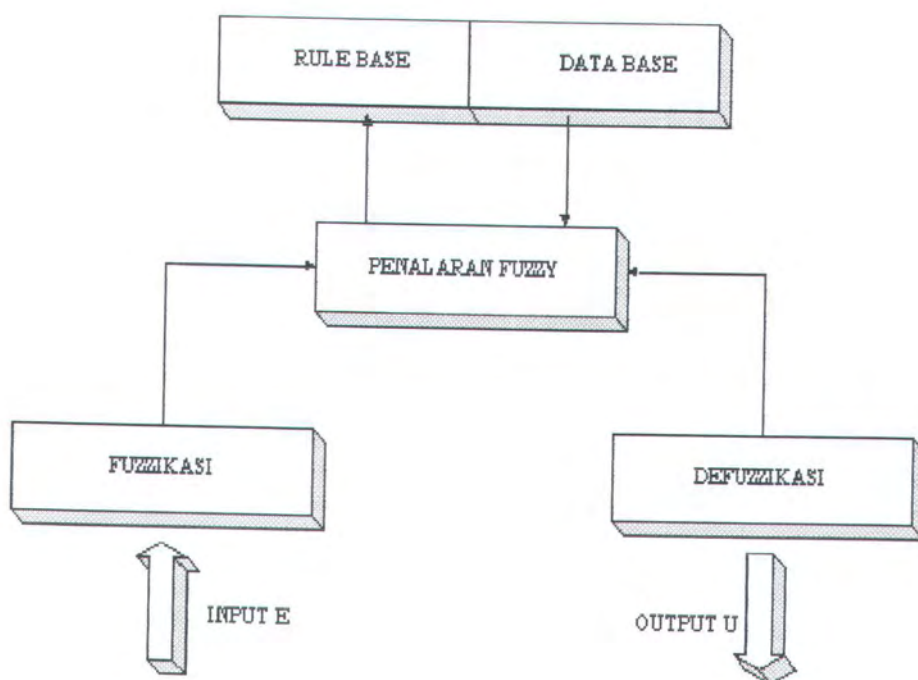 RULE BASE
DATA BASE
PENALARAN FUZZY
FUZZIKASI
DEFUZZIKASI
INPUT E
OUTPUT U